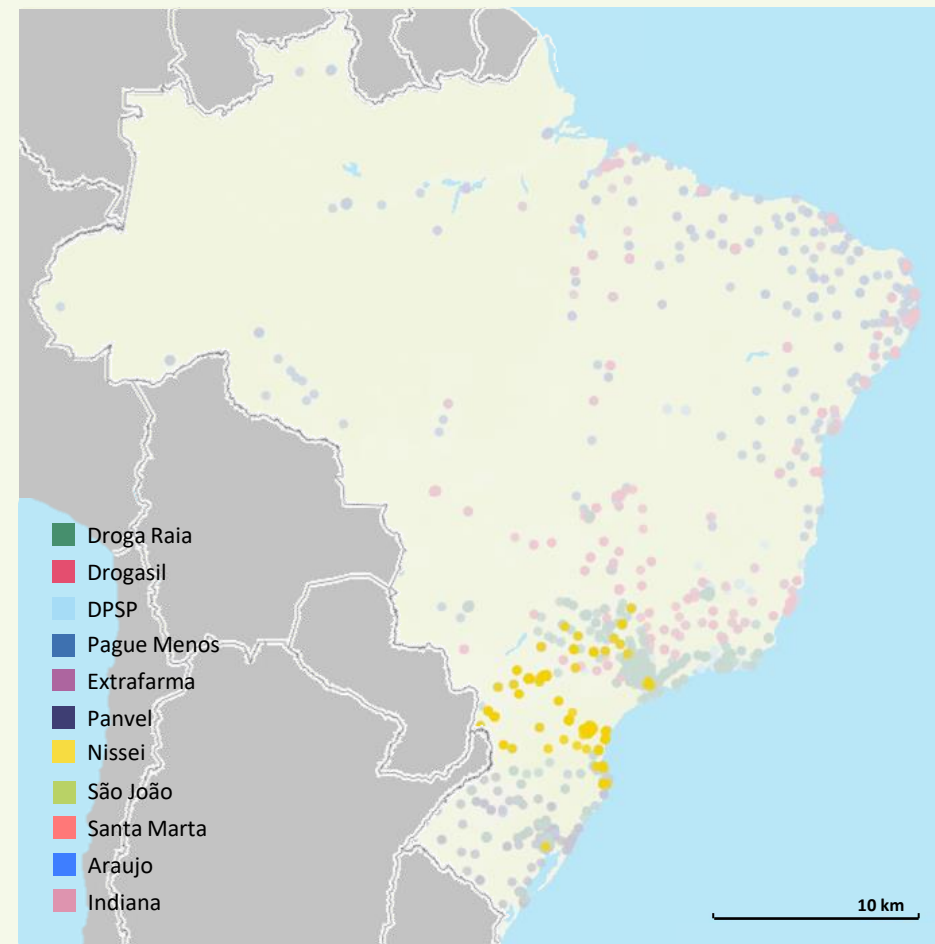 Droga Raia
Drogasil
DPSP
Pague Menos
Extrafarma
Panvel
Nissei
São João
Santa Marta
Araujo
Indiana
10 km